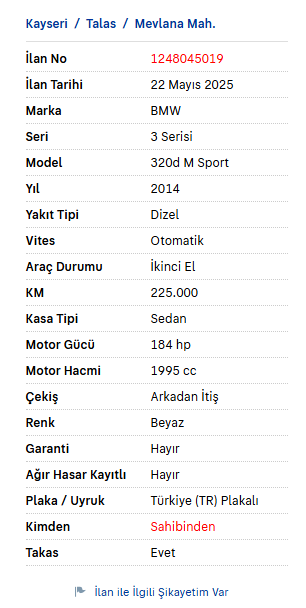 Kayseri / Talas / Mevlana Mah.
İlan No 1248045019
İlan Tarihi 22 Mayıs 2025
Marka BMW
Seri 3 Serisi
Model 320d M Sport
Yıl 2014
Yakıt Tipi Dizel
Vites Otomatik
Araç Durumu İkinci El
KM 225.000
Kasa Tipi Sedan
Motor Gücü 184 hp
Motor Hacmi 1995 cc
Çekiş Arkadan İtiş
Renk Beyaz
Garanti Hayır
Ağır Hasar Kayıtlı Hayır
Plaka / Uyruk Türkiye (TR) Plakalı
Kimden Sahibinden
Takas Evet
İlan ile İlgili Şikayetim Var